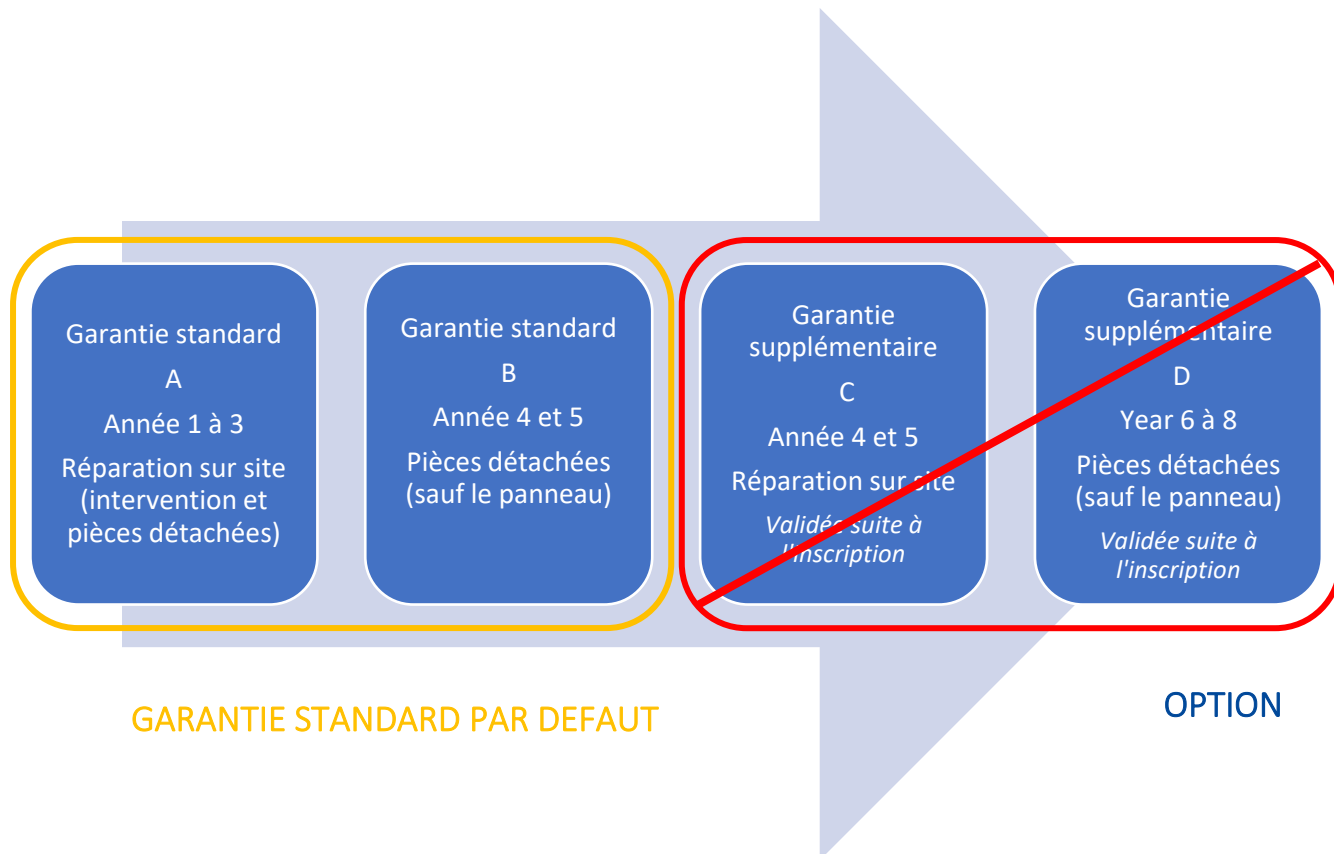 Garantie standard
A
Année 1 à 3
Réparation sur site
(intervention et
pièces détachées)
Garantie standard
B
Année 4 et 5
Pièces détachées
(sauf le panneau)
Garantie
supplémentaire
C
Année 4 et 5
Réparation sur site
Validée suite à
l'inscription
Garantie
supplémentaire
D
Year 6 à 8
Pièces détachées
(sauf le panneau)
Validée suite à
l'inscription
GARANTIE STANDARD PAR DEFAUT
OPTION